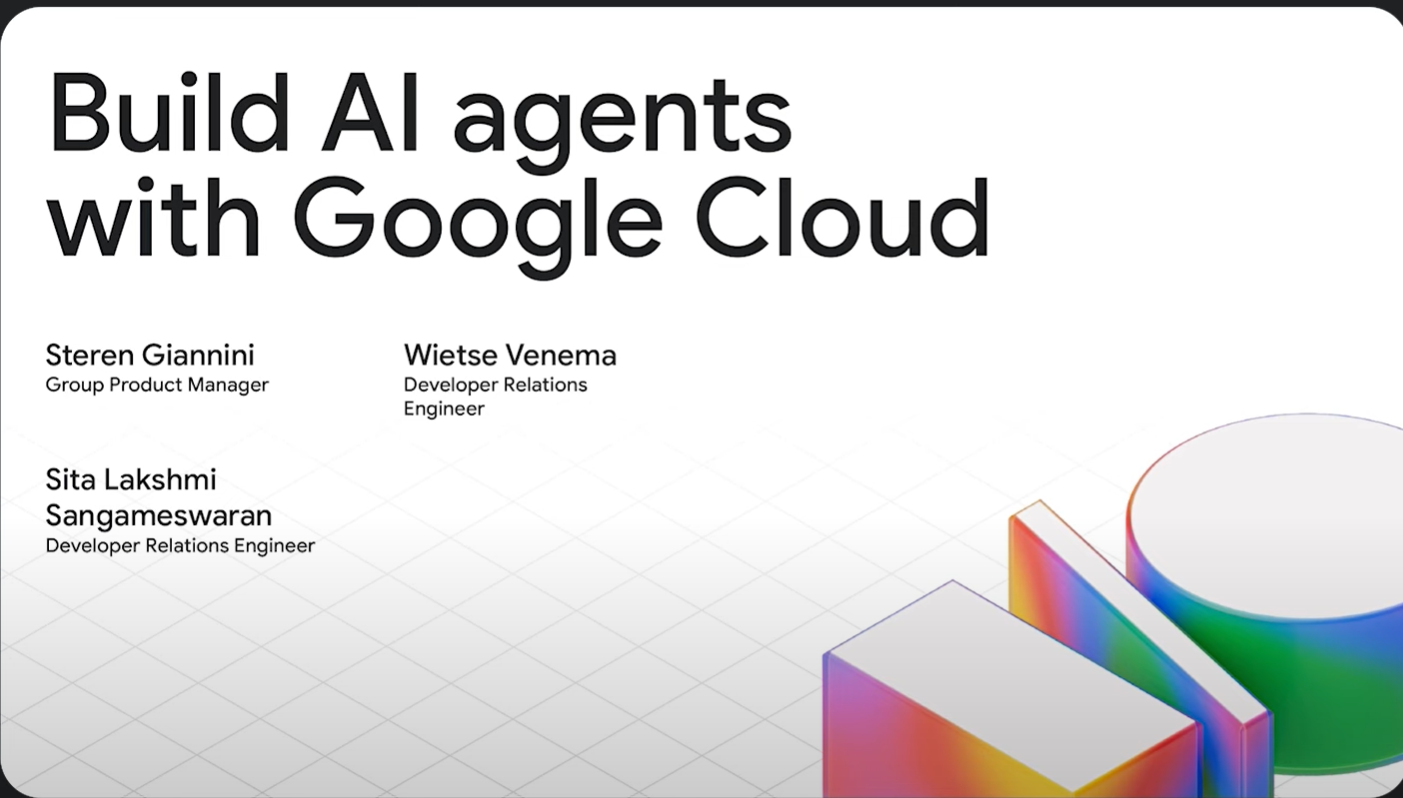 Build AI agents
with Google Cloud
Steren Giannini
Group Product Manager
Wietse Venema
Developer Relations
Engineer
Sita Lakshmi
Sangameswaran
Developer Relations Engineer